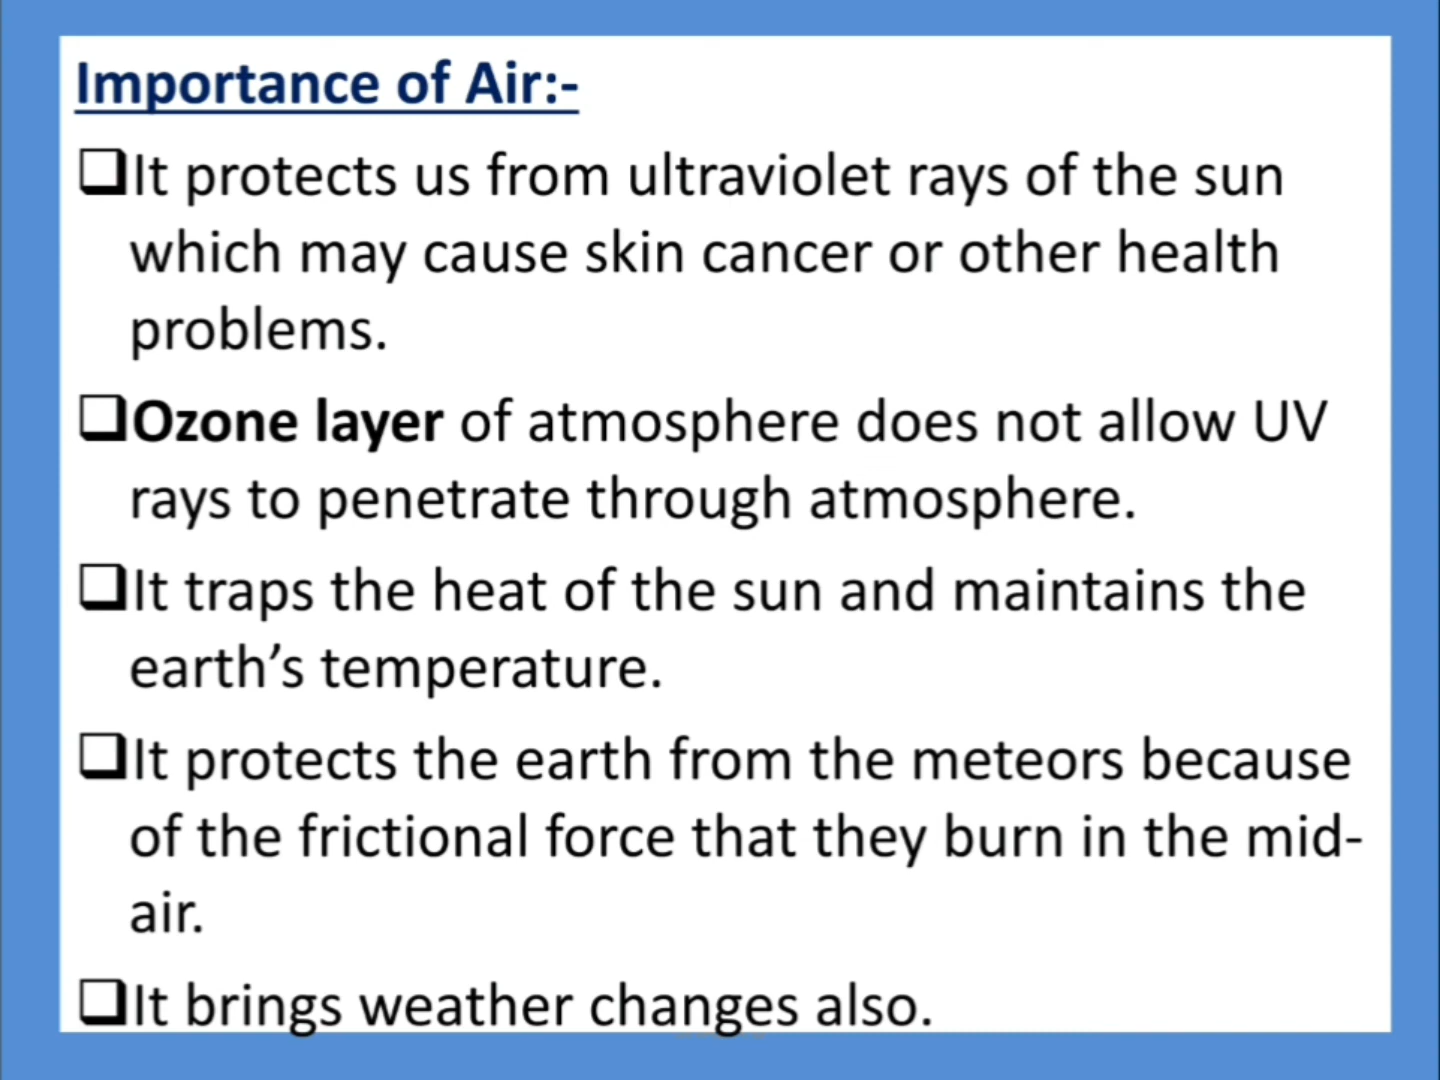 Importance of Air:-
❑It protects us from ultraviolet rays of the sun
which may cause skin cancer or other health
problems.
❑Ozone layer of atmosphere does not allow UV
rays to penetrate through atmosphere.
❑It traps the heat of the sun and maintains the
earth’s temperature.
❑It protects the earth from the meteors because
of the frictional force that they burn in the mid-
air.
❑It brings weather changes also.